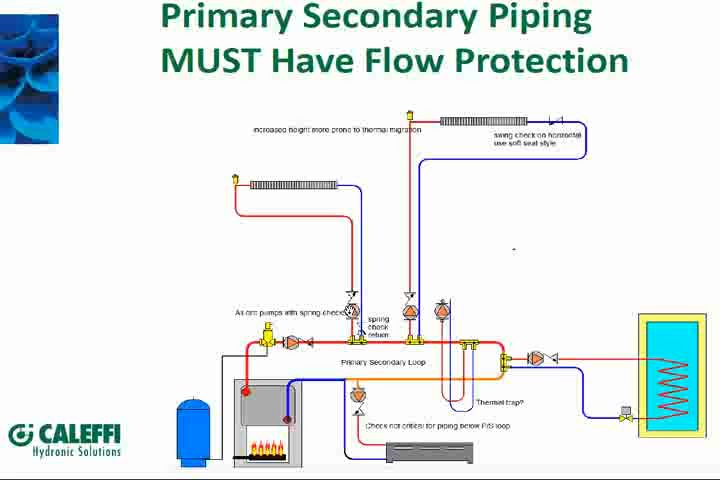 Primary Secondary Piping
MUST Have Flow Protection
increased height more prone to thermal migration
swing check on horizontal
use soft seat style
All circ pumps with spring checks
spring
check
return
Primary Secondary Loop
Thermal trap?
Check not critical for piping below P/S loop
CALEFFI
Hydronic Solutions